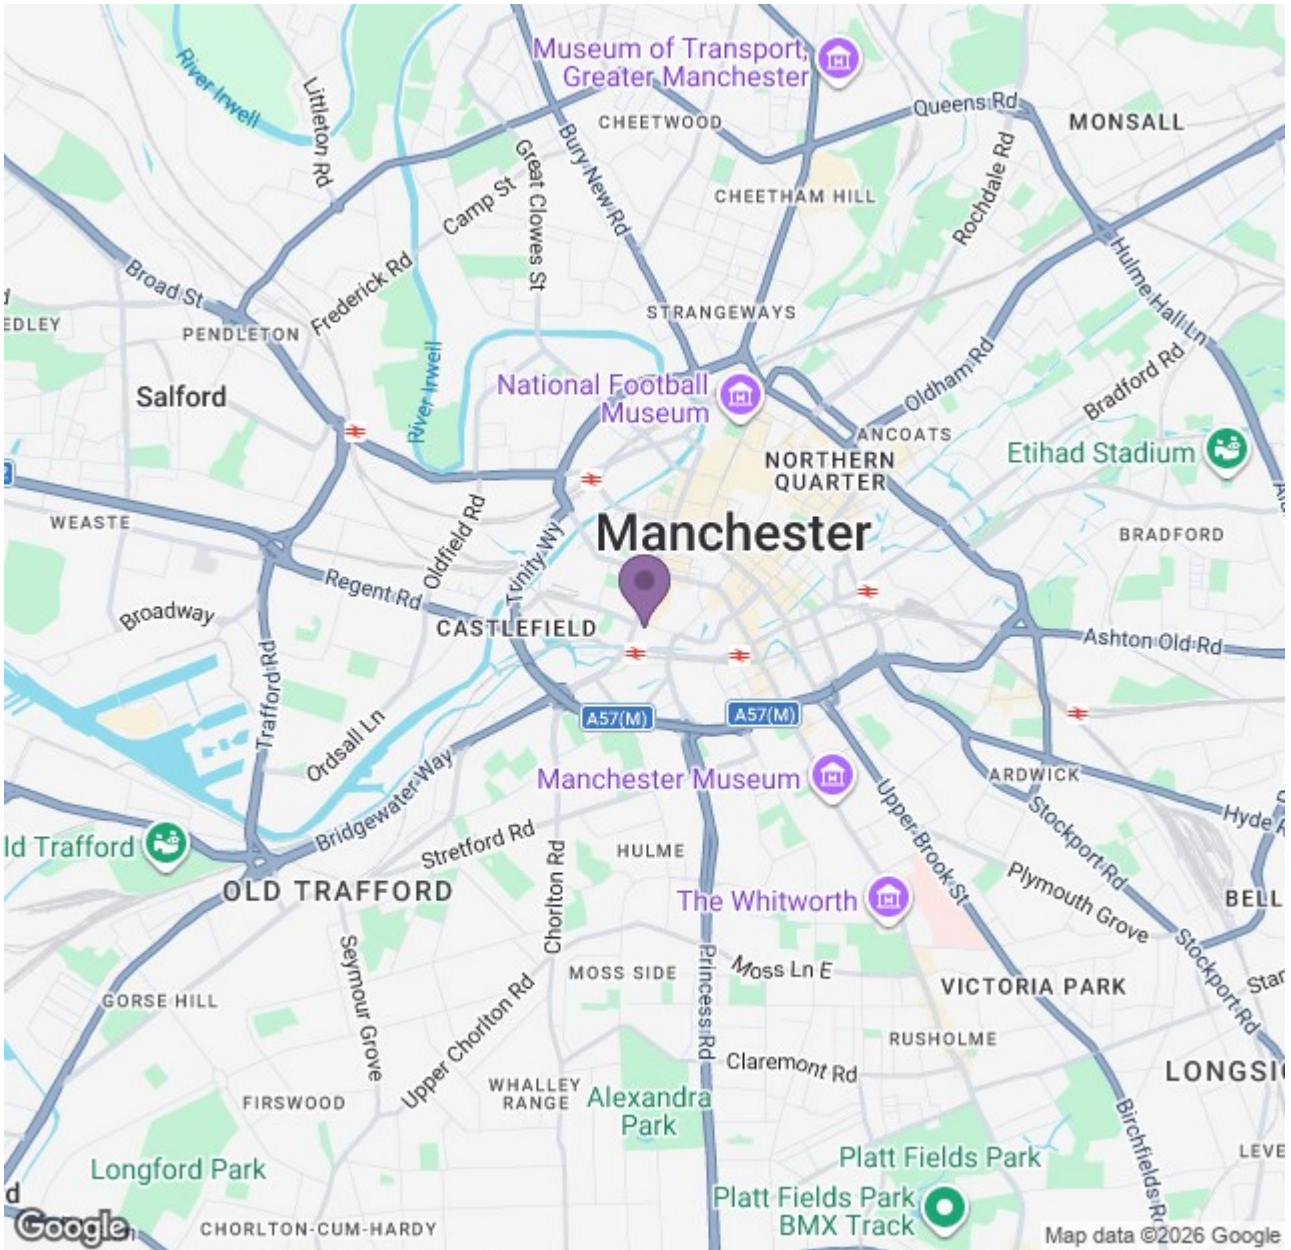 Museum of Transport,
Greater Manchester
River Irwell
Littleton Rd
CHEETWOOD
Queens Rd
MONSALL
Bury New Rd
Great Clowes St
Camp St
Rochdale Rd
CHEETHAM HILL
Frederick Rd
Broad St
Hulme Hall Ln
EDLEY
PENDLETON
STRANGEWAYS
Bradford Rd
Oldham Rd
Salford
River Irwell
National Football
Museum
ANCOATS
Etihad Stadium
NORTHERN
QUARTER
WEASTE
Oldfield Rd
Manchester
BRADFORD
Trinity Wy
Regent Rd
Broadway
CASTLEFIELD
Ashton Old Rd
Trafford Rd
A57(M)
A57(M)
Ordsall Ln
Bridgewater Way
Manchester Museum
ARDWICK
Upper Brook St
Stockport Rd
Hyde R
ld Trafford
Stretford Rd
Chorlton Rd
HULME
OLD TRAFFORD
The Whitworth
Plymouth Grove
BELL
Seymour Grove
Princess Rd
Moss Ln E
MOSS SIDE
Stockport Rd
Star
VICTORIA PARK
GORSE HILL
Upper Chorlton Rd
RUSHOLME
Claremont Rd
LONGSI
WHALLEY
RANGE
Alexandra
Park
FIRSWOOD
Birchfields Rd
LEVE
Longford Park
Platt Fields Park
d
Platt Fields Park
BMX Track
Google
CHORLTON-CUM-HARDY
Map data ©2026 Google